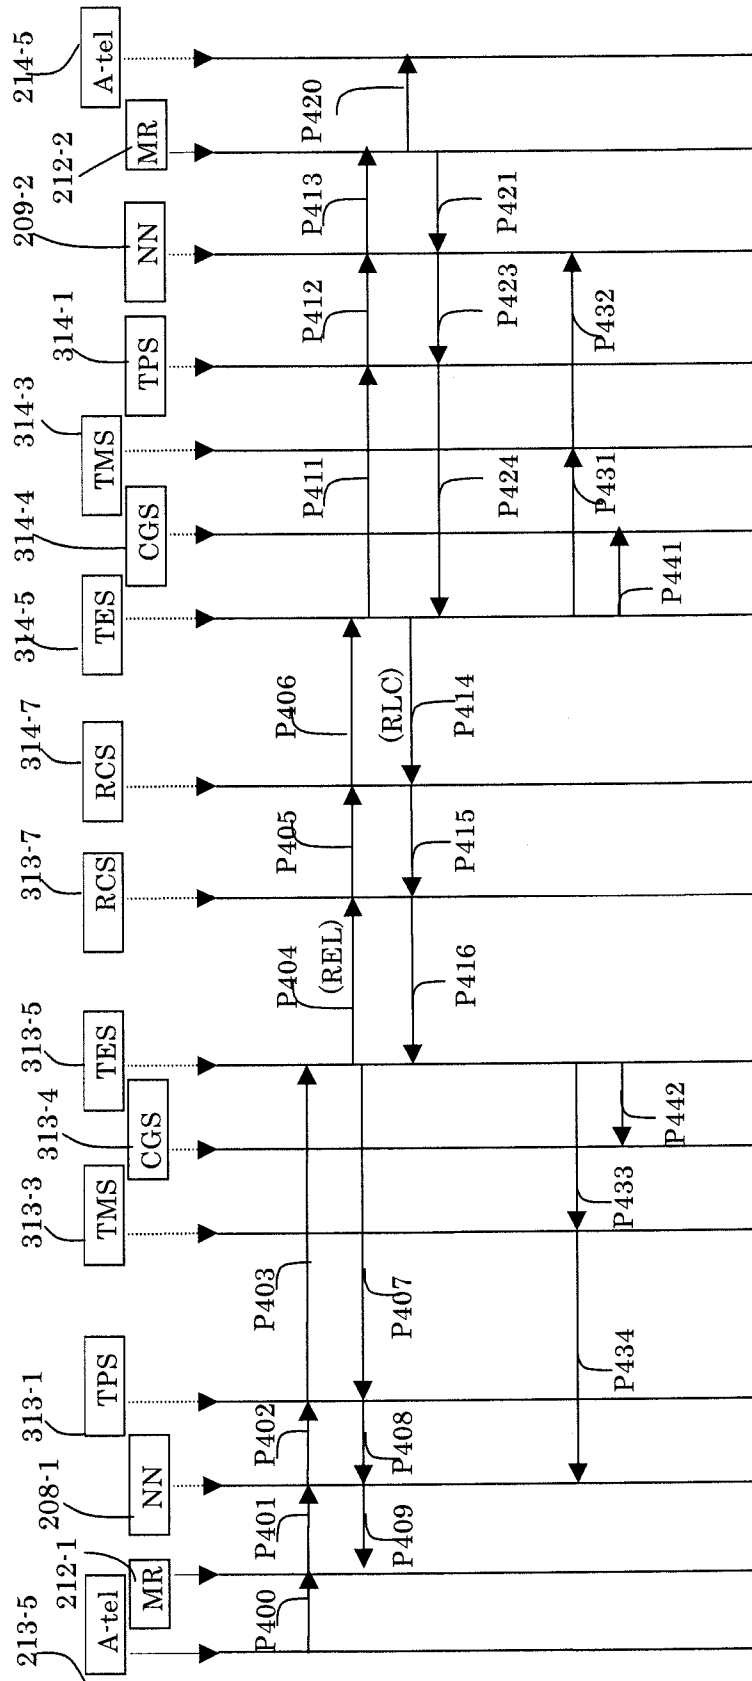 213-5
A-tel
212-1
MR
208-1
NN
313-1
TPS
313-3
TMS
313-4
CGS
313-5
TES
313-7
RCS
314-7
RCS
314-5
TES
314-4
CGS
314-3
TMS
314-1
TPS
209-2
NN
212-2
MR
214-5
A-tel
P400
P401
P402
P403
P404
(REL)
P405
P406
P407
P408
P409
P411
P412
P413
(RLC)
P414
P415
P416
P420
P421
P423
P424
P431
P432
P433
P434
P441
P442